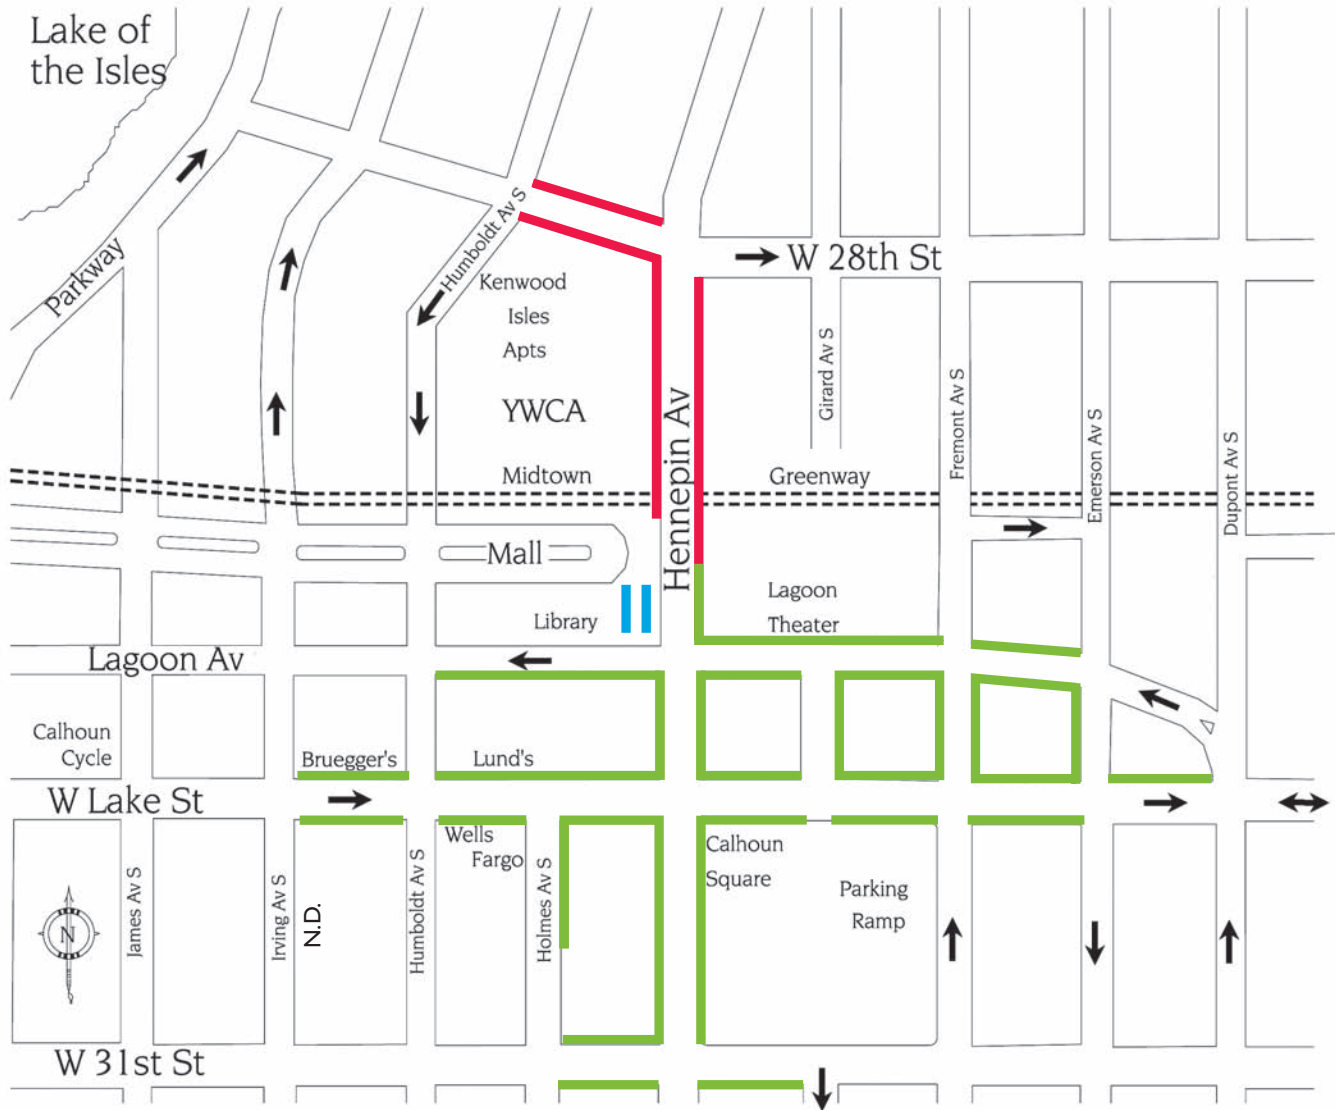 Lake of
the Isles
Parkway
Humboldt Av S
W 28th St
Kenwood
Isles
Apts
YWCA
Midtown
Greenway
Hennepin Av
Girard Av S
Fremont Av S
Emerson Av S
Dupont Av S
Mall
Library
Lagoon
Theater
Lagoon Av
Calhoun
Cycle
Bruegger's
Lund's
W Lake St
Wells
Fargo
Calhoun
Square
Parking
Ramp
N
James Av S
Irving Av S
N.D.
Humboldt Av S
Holmes Av S
W 31st St